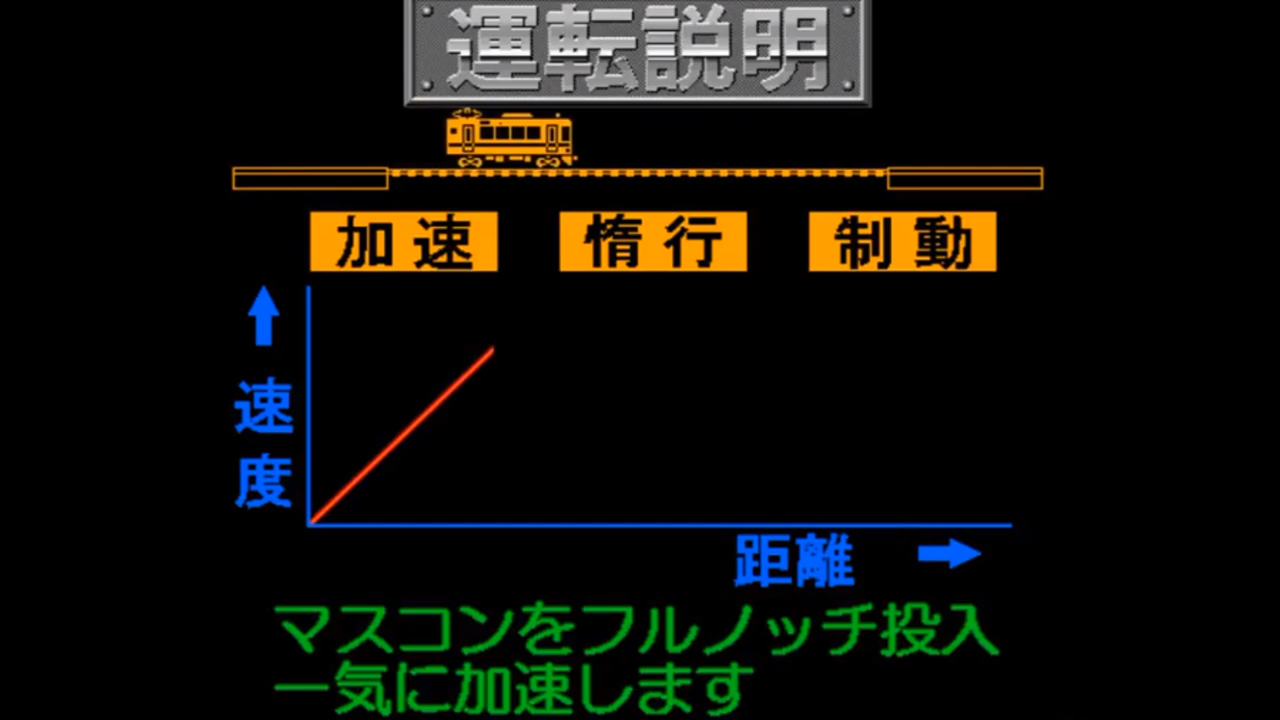 運転説明
加速 惰行 制動
速度
距離
マスコンをフルノッチ投入
一気に加速します